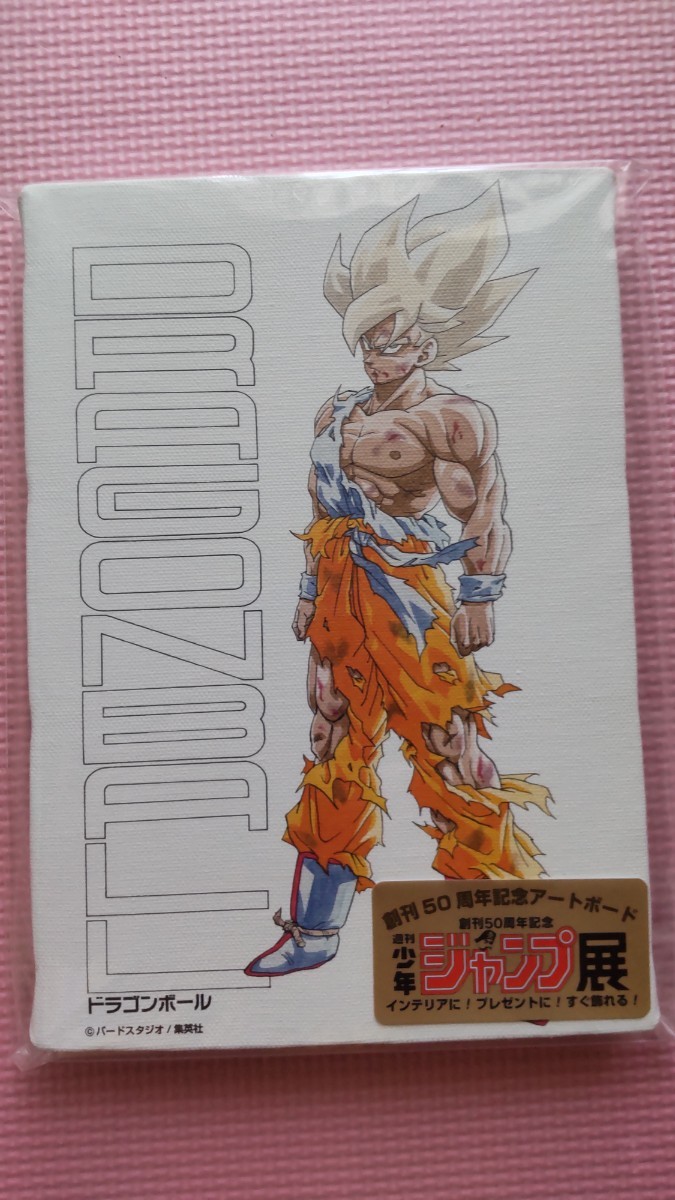 DRAGONBALL
ドラゴンボール
©バードスタジオ / 集英社
創刊50周年記念アートボード
創刊50周年記念
週刊少年ジャンプ展
インテリアに！プレゼントに！すぐ飾れる！